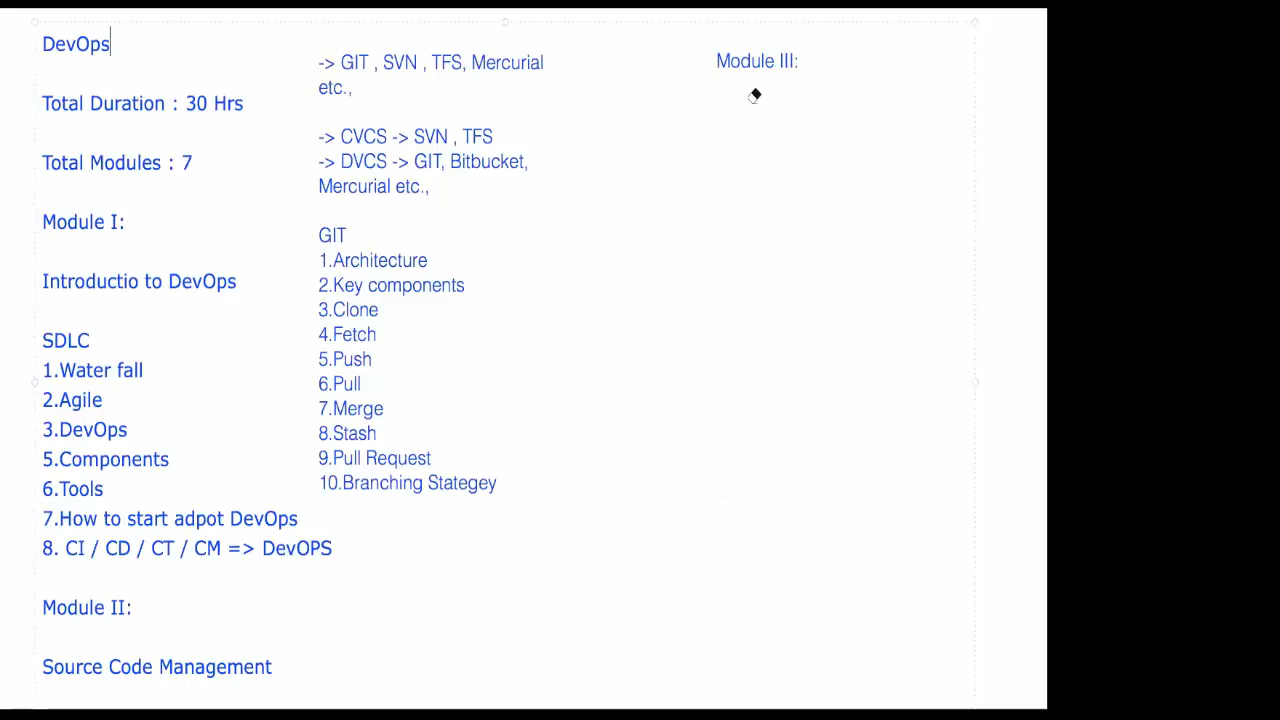 DevOps
Total Duration : 30 Hrs
Total Modules : 7
Module I:
Introductio to DevOps
SDLC
1.Water fall
2.Agile
3.DevOps
5.Components
6.Tools
7.How to start adpot DevOps
8. CI / CD / CT / CM => DevOPS
Module II:
Source Code Management
-> GIT , SVN , TFS, Mercurial
etc.,
-> CVCS -> SVN , TFS
-> DVCS -> GIT, Bitbucket,
Mercurial etc.,
GIT
1.Architecture
2.Key components
3.Clone
4.Fetch
5.Push
6.Pull
7.Merge
8.Stash
9.Pull Request
10.Branching Stategey
Module III: